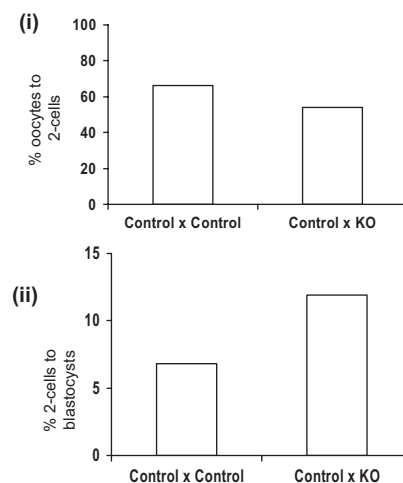 (i)
% oocytes to
2-cells
100
80
60
40
20
0
Control x Control Control x KO
(ii)
% 2-cells to
blastocysts
15
10
5
0
Control x Control Control x KO